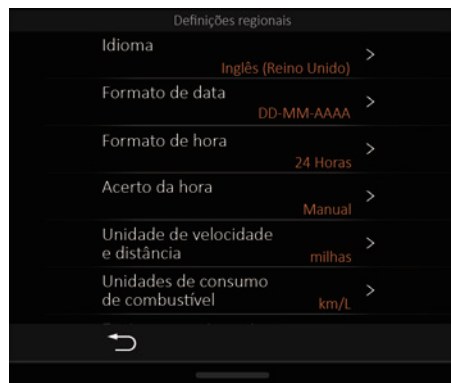 Definições regionais
Idioma
Inglês (Reino Unido)
Formato de data
DD-MM-AAAA
Formato de hora
24 Horas
Acerto da hora
Manual
Unidade de velocidade
e distância
milhas
Unidades de consumo
de combustível
km/L